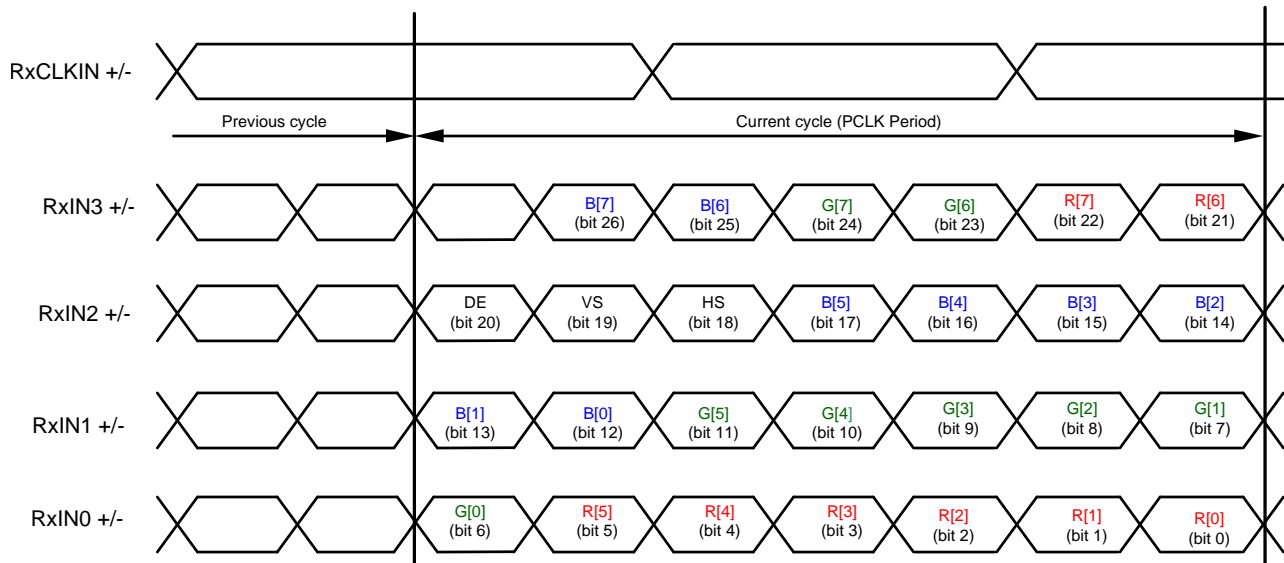 RxCLKIN +/-
Previous cycle
Current cycle (PCLK Period)
RxIN3 +/-
B[7] B[6] G[7] G[6] R[7] R[6]
(bit 26) (bit 25) (bit 24) (bit 23) (bit 22) (bit 21)
RxIN2 +/-
DE VS HS B[5] B[4] B[3] B[2]
(bit 20) (bit 19) (bit 18) (bit 17) (bit 16) (bit 15) (bit 14)
RxIN1 +/-
B[1] B[0] G[5] G[4] G[3] G[2] G[1]
(bit 13) (bit 12) (bit 11) (bit 10) (bit 9) (bit 8) (bit 7)
RxIN0 +/-
G[0] R[5] R[4] R[3] R[2] R[1] R[0]
(bit 6) (bit 5) (bit 4) (bit 3) (bit 2) (bit 1) (bit 0)